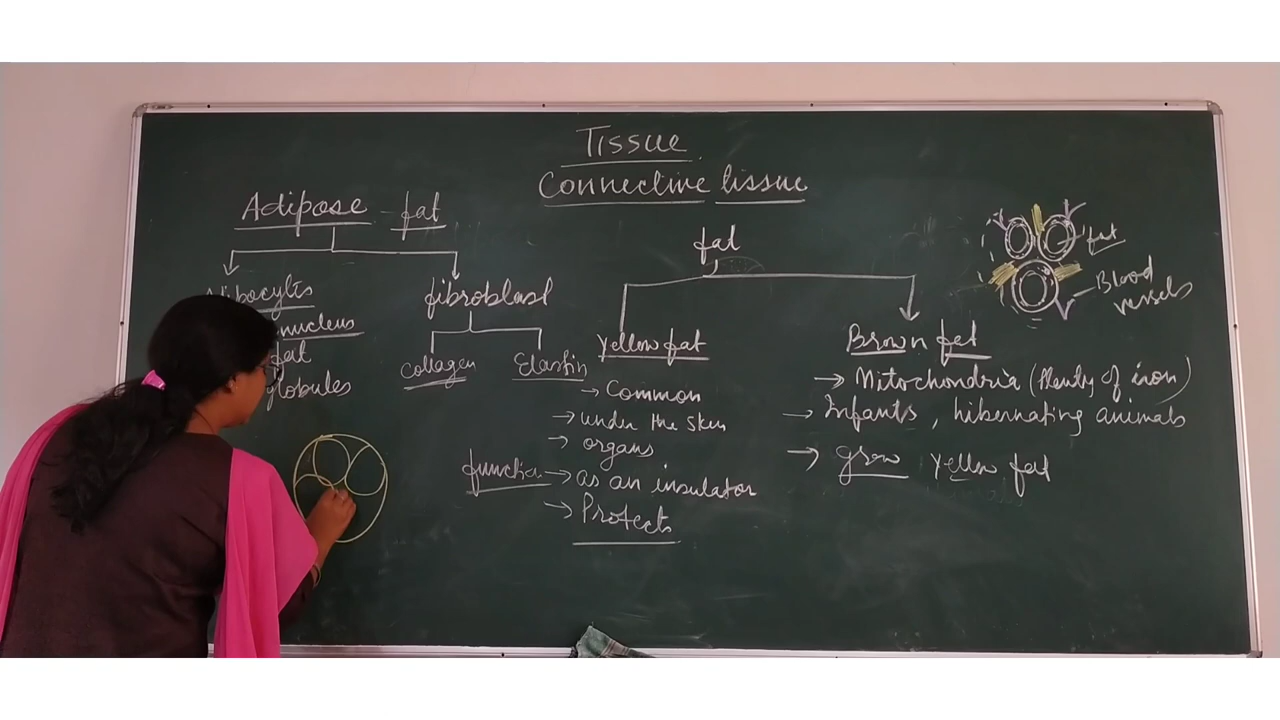 Tissue
Connective tissue
Adipose - fat
fibroblast
nucleus
fat
globules
Collagen
Elastin
fat
Yellow fat
→ Common
→ under the skin
→ organs
function → as an insulator
→ Protects
Brown fat
→ Mitochondria (Plenty of iron)
→ Infants, hibernating animals
→ grow yellow fat
fat
Blood
vessels